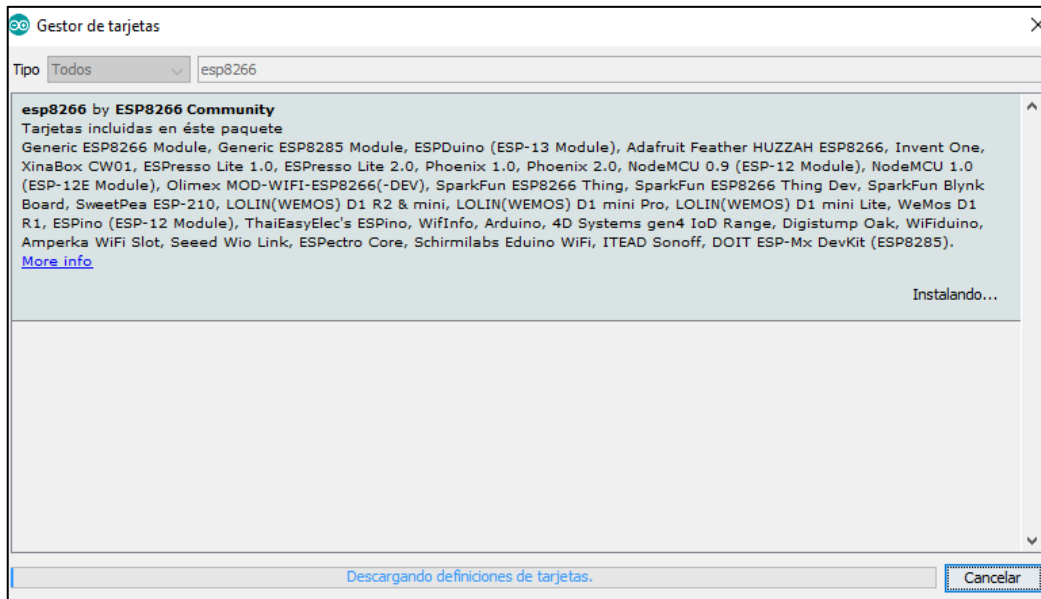 Gestor de tarjetas
Tipo Todos esp8266
esp8266 by ESP8266 Community
Tarjetas incluidas en éste paquete
Generic ESP8266 Module, Generic ESP8285 Module, ESPDuino (ESP-13 Module), Adafruit Feather HUZZAH ESP8266, Invent One,
XinaBox CW01, ESPresso Lite 1.0, ESPresso Lite 2.0, Phoenix 1.0, Phoenix 2.0, NodeMCU 0.9 (ESP-12 Module), NodeMCU 1.0
(ESP-12E Module), Olimex MOD-WIFI-ESP8266(-DEV), SparkFun ESP8266 Thing, SparkFun ESP8266 Thing Dev, SparkFun Blynk
Board, SweetPea ESP-210, LOLIN(WEMOS) D1 R2 & mini, LOLIN(WEMOS) D1 mini Pro, LOLIN(WEMOS) D1 mini Lite, WeMos D1
R1, ESPino (ESP-12 Module), ThaiEasyElec's ESPino, WifInfo, Arduino, 4D Systems gen4 IoD Range, Digistump Oak, WiFiduino,
Amperka WiFi Slot, Seeed Wio Link, ESPectro Core, Schirmilabs Eduino WiFi, ITEAD Sonoff, DOIT ESP-Mx DevKit (ESP8285).
More info
Instalando...
Descargando definiciones de tarjetas.
Cancelar